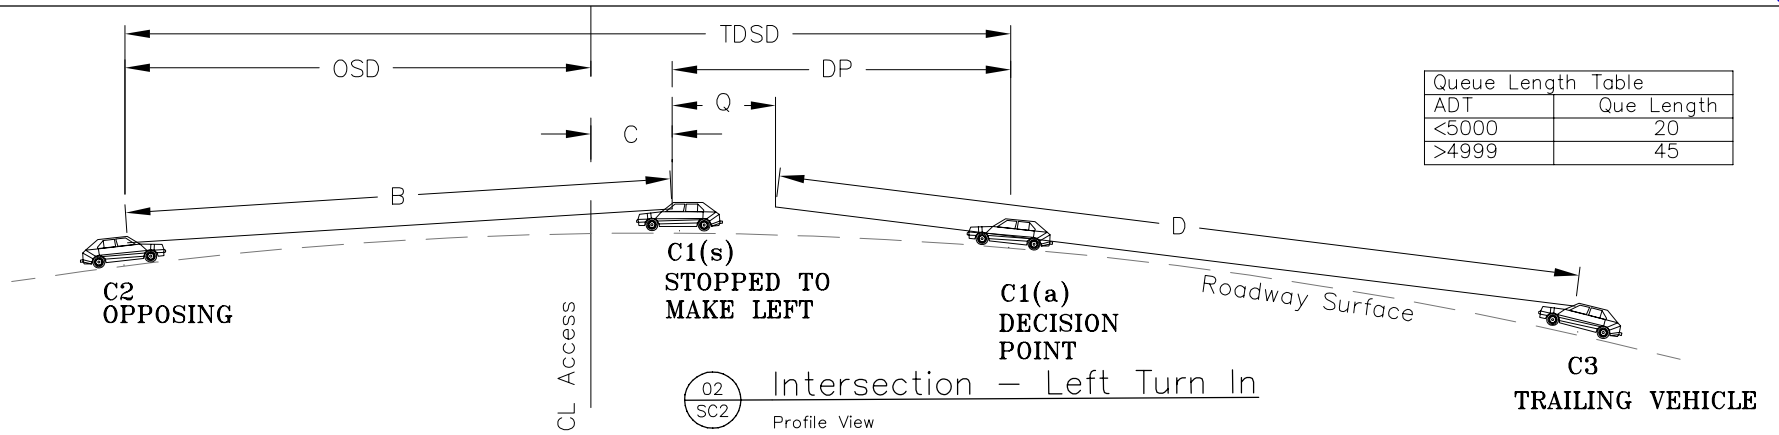 TDSD
OSD
DP
Q
C
B
D
Queue Length Table
ADT Que Length
<5000 20
>4999 45
C2
OPPOSING
C1(s)
STOPPED TO
MAKE LEFT
C1(a)
DECISION
POINT
Roadway Surface
C3
TRAILING VEHICLE
CL Access
02
SC2
Intersection – Left Turn In
Profile View